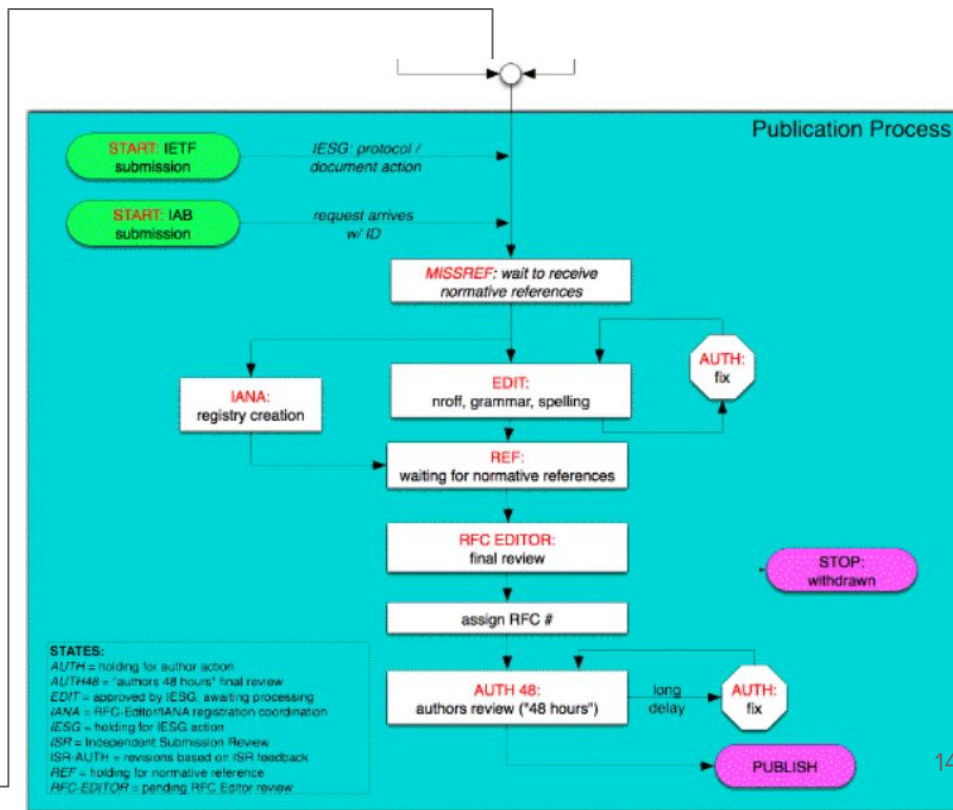 Publication Process
START: IETF
submission
IESG: protocol /
document action
START: IAB
submission
request arrives
w/ ID
MISSREF: wait to receive
normative references
AUTH:
fix
IANA:
registry creation
EDIT:
nroff, grammar, spelling
REF:
waiting for normative references
RFC EDITOR:
final review
STOP:
withdrawn
assign RFC #
AUTH 48:
authors review ("48 hours")
long
delay
AUTH:
fix
PUBLISH
STATES:
AUTH = holding for author action
AUTH48 = "authors 48 hours" final review
EDIT = approved by IESG, awaiting processing
IANA = RFC-Editor/IANA registration coordination
IESG = holding for IESG action
ISR = Independent Submission Review
ISR-AUTH = revisions based on ISR feedback
REF = holding for normative reference
RFC-EDITOR = pending RFC Editor review
14